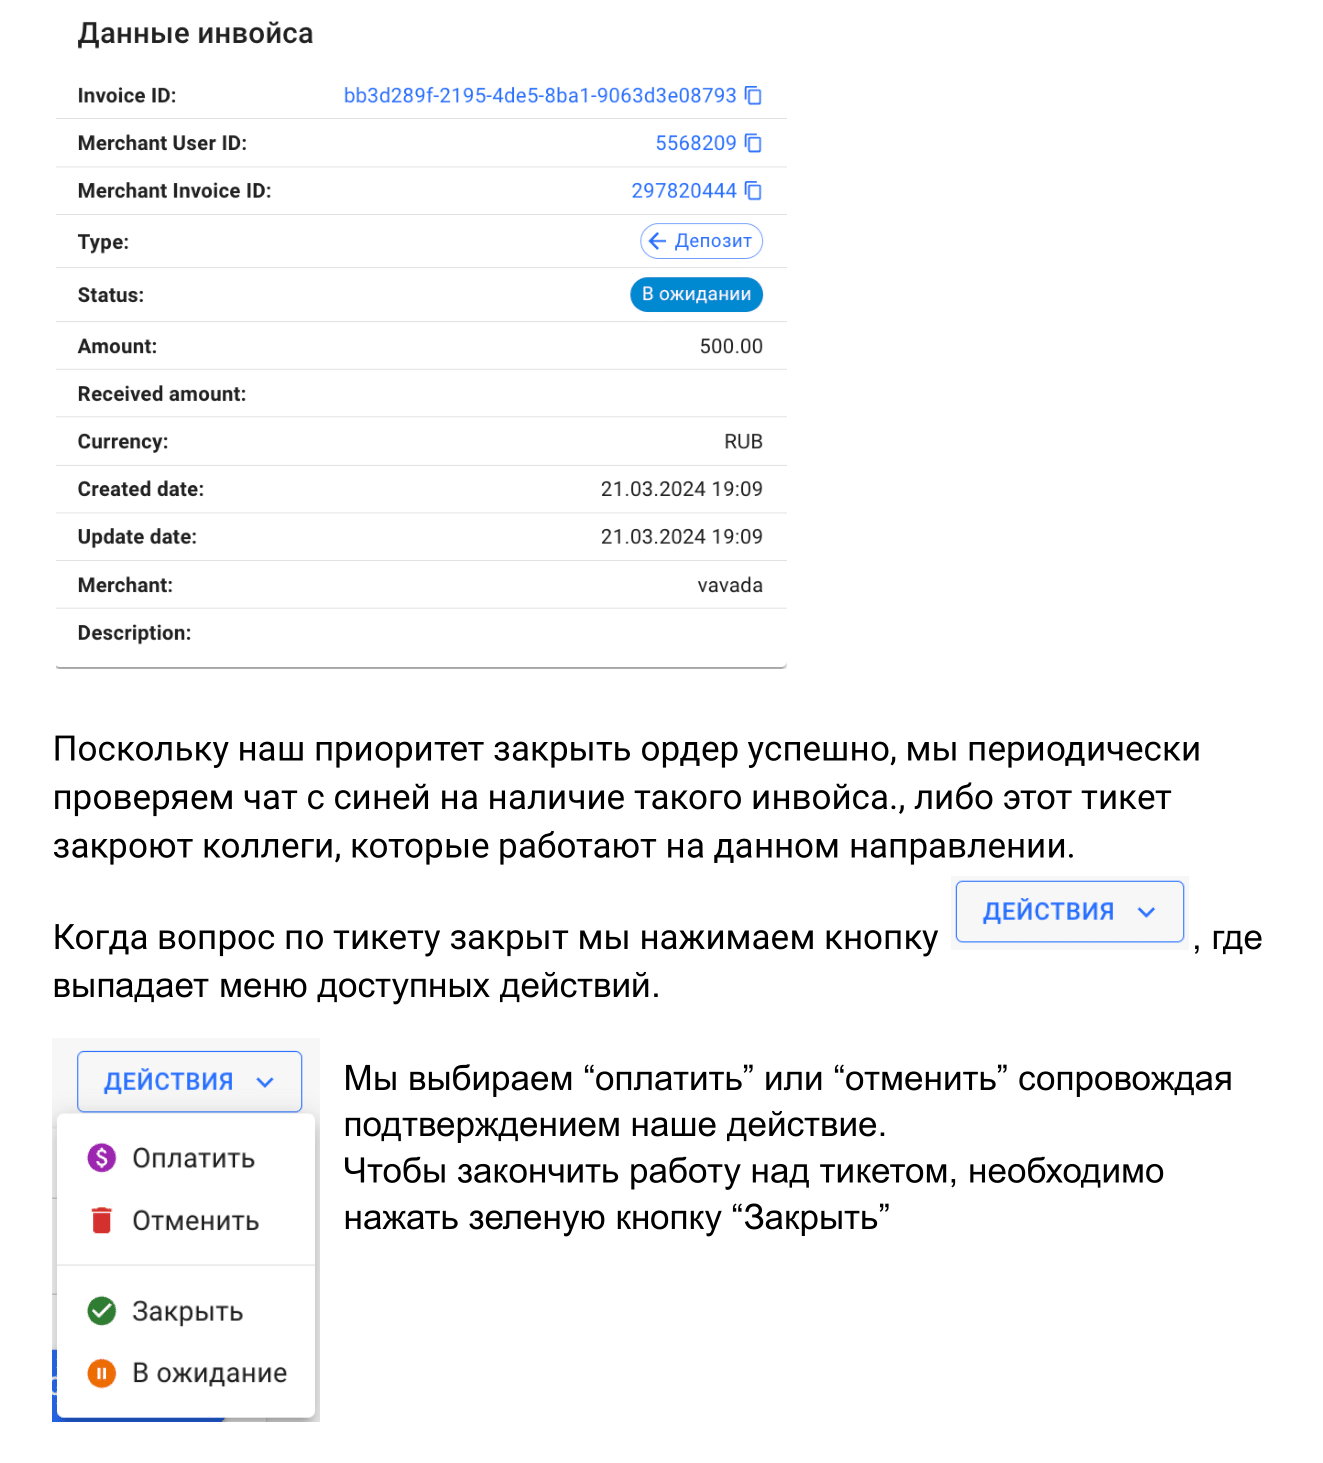 Данные инвойса
Invoice ID: bb3d289f-2195-4de5-8ba1-9063d3e08793
Merchant User ID: 5568209
Merchant Invoice ID: 297820444
Type: Депозит
Status: В ожидании
Amount: 500.00
Received amount:
Currency: RUB
Created date: 21.03.2024 19:09
Update date: 21.03.2024 19:09
Merchant: vavada
Description:
Поскольку наш приоритет закрыть ордер успешно, мы периодически
проверяем чат с синей на наличие такого инвойса., либо этот тикет
закроют коллеги, которые работают на данном направлении.
Когда вопрос по тикету закрыт мы нажимаем кнопку ДЕЙСТВИЯ , где
выпадает меню доступных действий.
ДЕЙСТВИЯ
Оплатить
Отменить
Закрыть
В ожидание
Мы выбираем “оплатить” или “отменить” сопровождая
подтверждением наше действие.
Чтобы закончить работу над тикетом, необходимо
нажать зеленую кнопку “Закрыть”